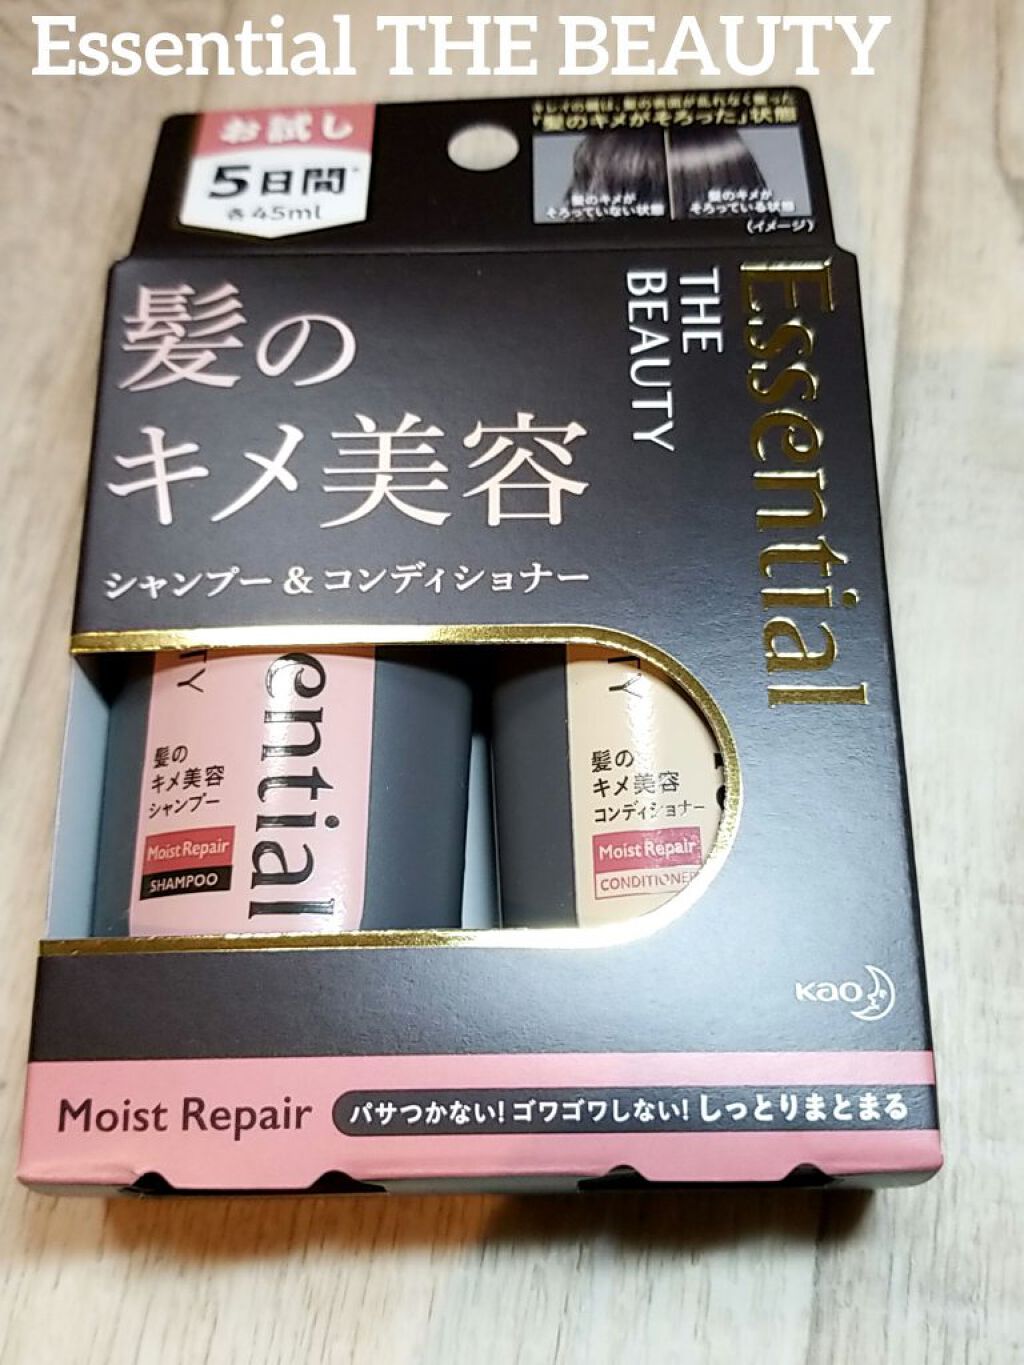 Essential THE BEAUTY
お試し
5日間*
各45ml
「髪のキメがそろった」状態
髪のキメが
そろっていない状態
髪のキメが
そろっている状態
(イメージ)
Essential
THE
BEAUTY
髪の
キメ美容
シャンプー&コンディショナー
TY
ential
髪の
キメ美容
シャンプー
Moist Repair
SHAMPOO
TY
髪の
キメ美容
コンディショナー
Moist Repair
CONDITIONER
Kao
Moist Repair
パサつかない!ゴワゴワしない!しっとりまとまる